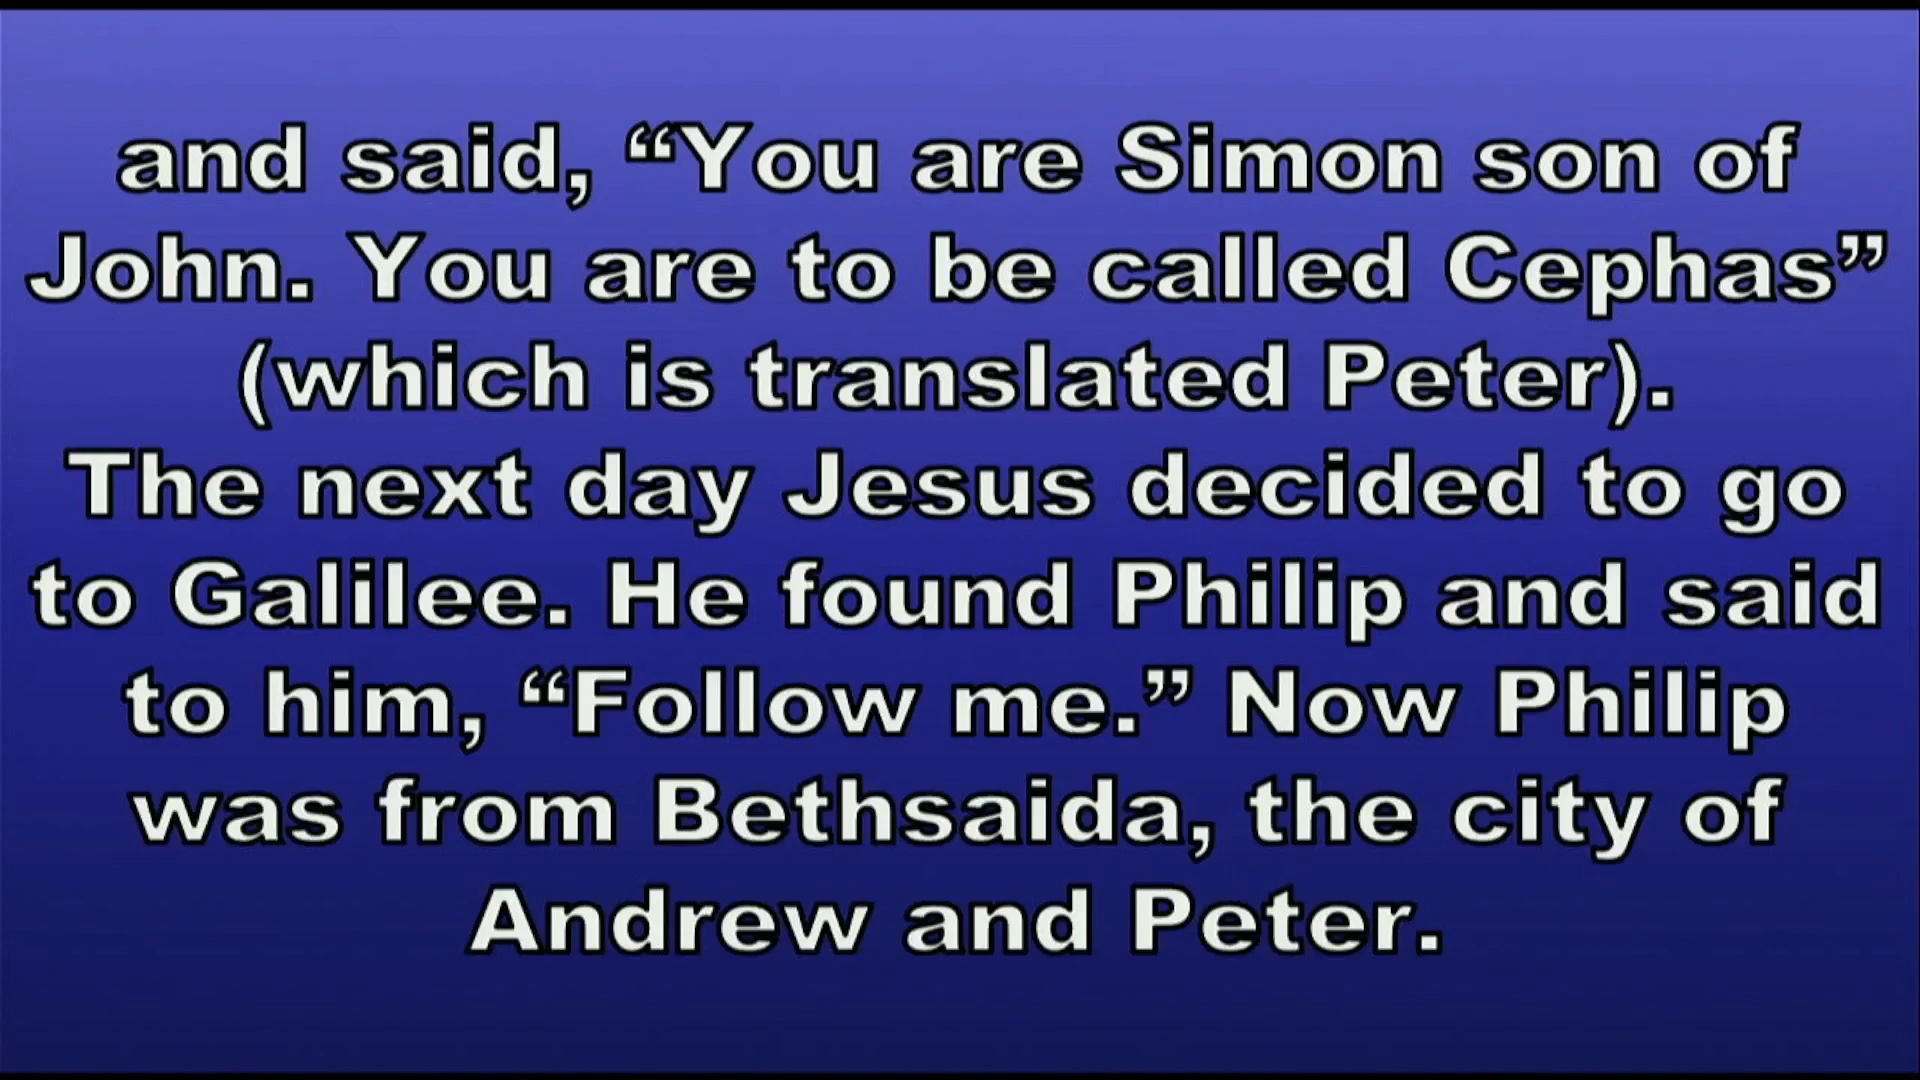 and said, “You are Simon son of
John. You are to be called Cephas”
(which is translated Peter).
The next day Jesus decided to go
to Galilee. He found Philip and said
to him, “Follow me.” Now Philip
was from Bethsaida, the city of
Andrew and Peter.